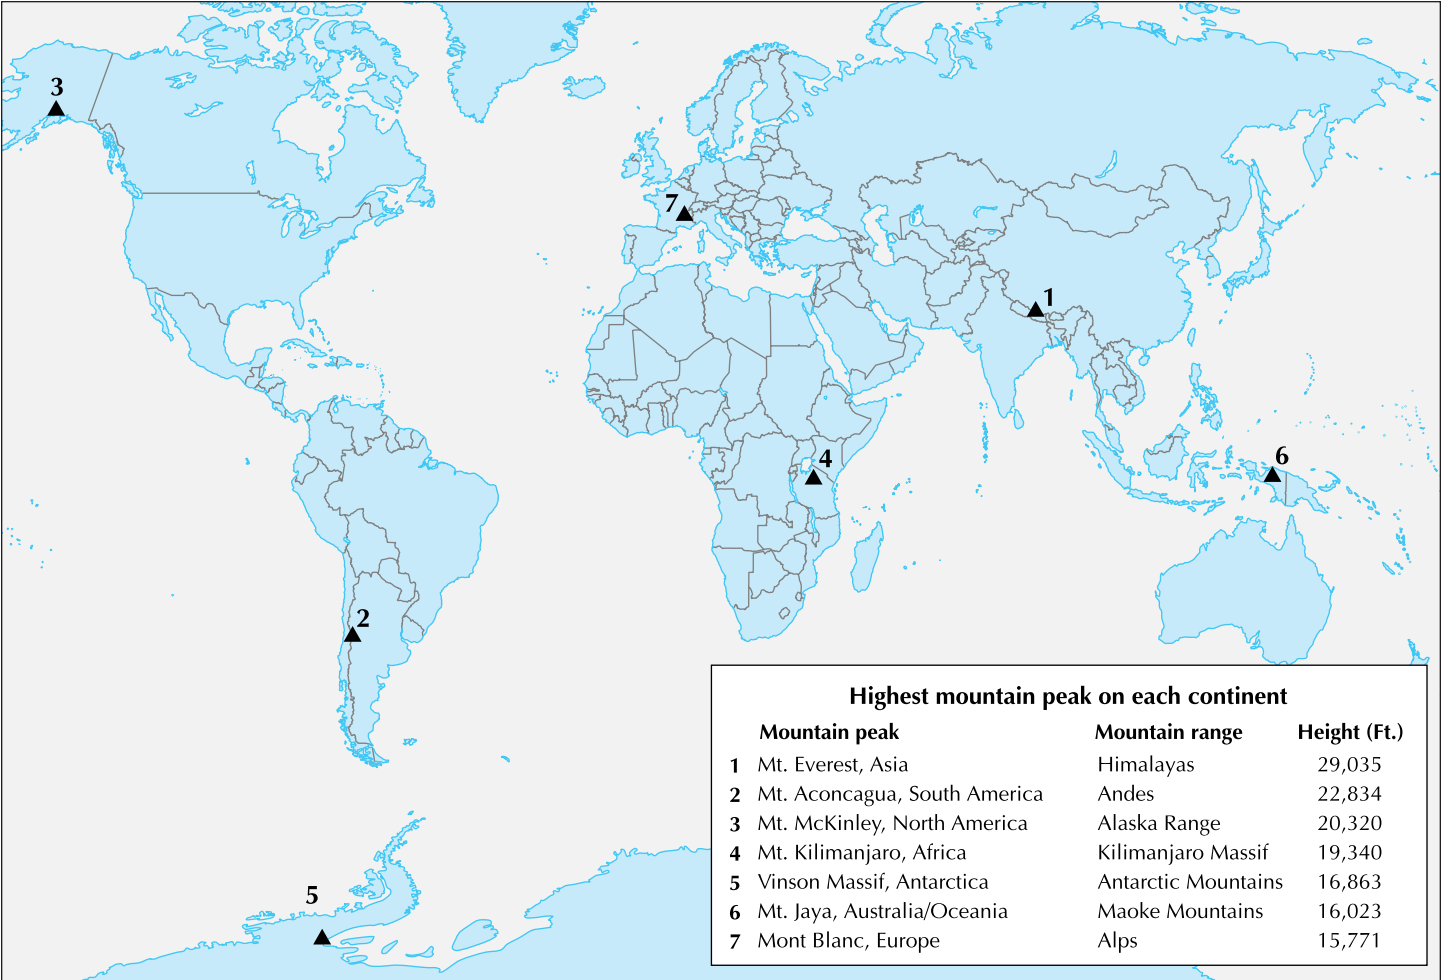 3
7
1
4
6
2
5
Highest mountain peak on each continent
Mountain peak Mountain range Height (Ft.)
1 Mt. Everest, Asia Himalayas 29,035
2 Mt. Aconcagua, South America Andes 22,834
3 Mt. McKinley, North America Alaska Range 20,320
4 Mt. Kilimanjaro, Africa Kilimanjaro Massif 19,340
5 Vinson Massif, Antarctica Antarctic Mountains 16,863
6 Mt. Jaya, Australia/Oceania Maoke Mountains 16,023
7 Mont Blanc, Europe Alps 15,771